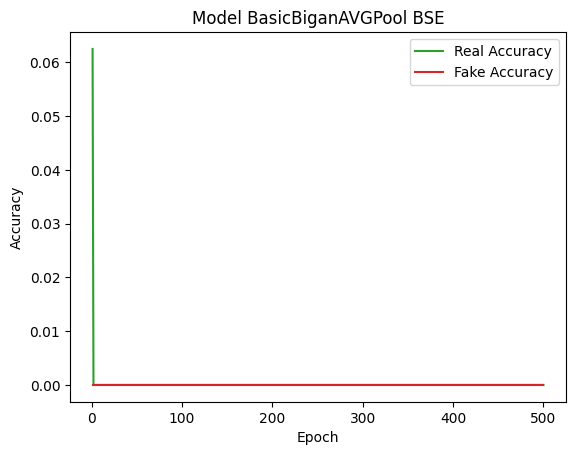 Model BasicBiganAVGPool BSE
Real Accuracy
Fake Accuracy
0.06
0.05
0.04
0.03
0.02
0.01
0.00
Accuracy
0 100 200 300 400 500
Epoch